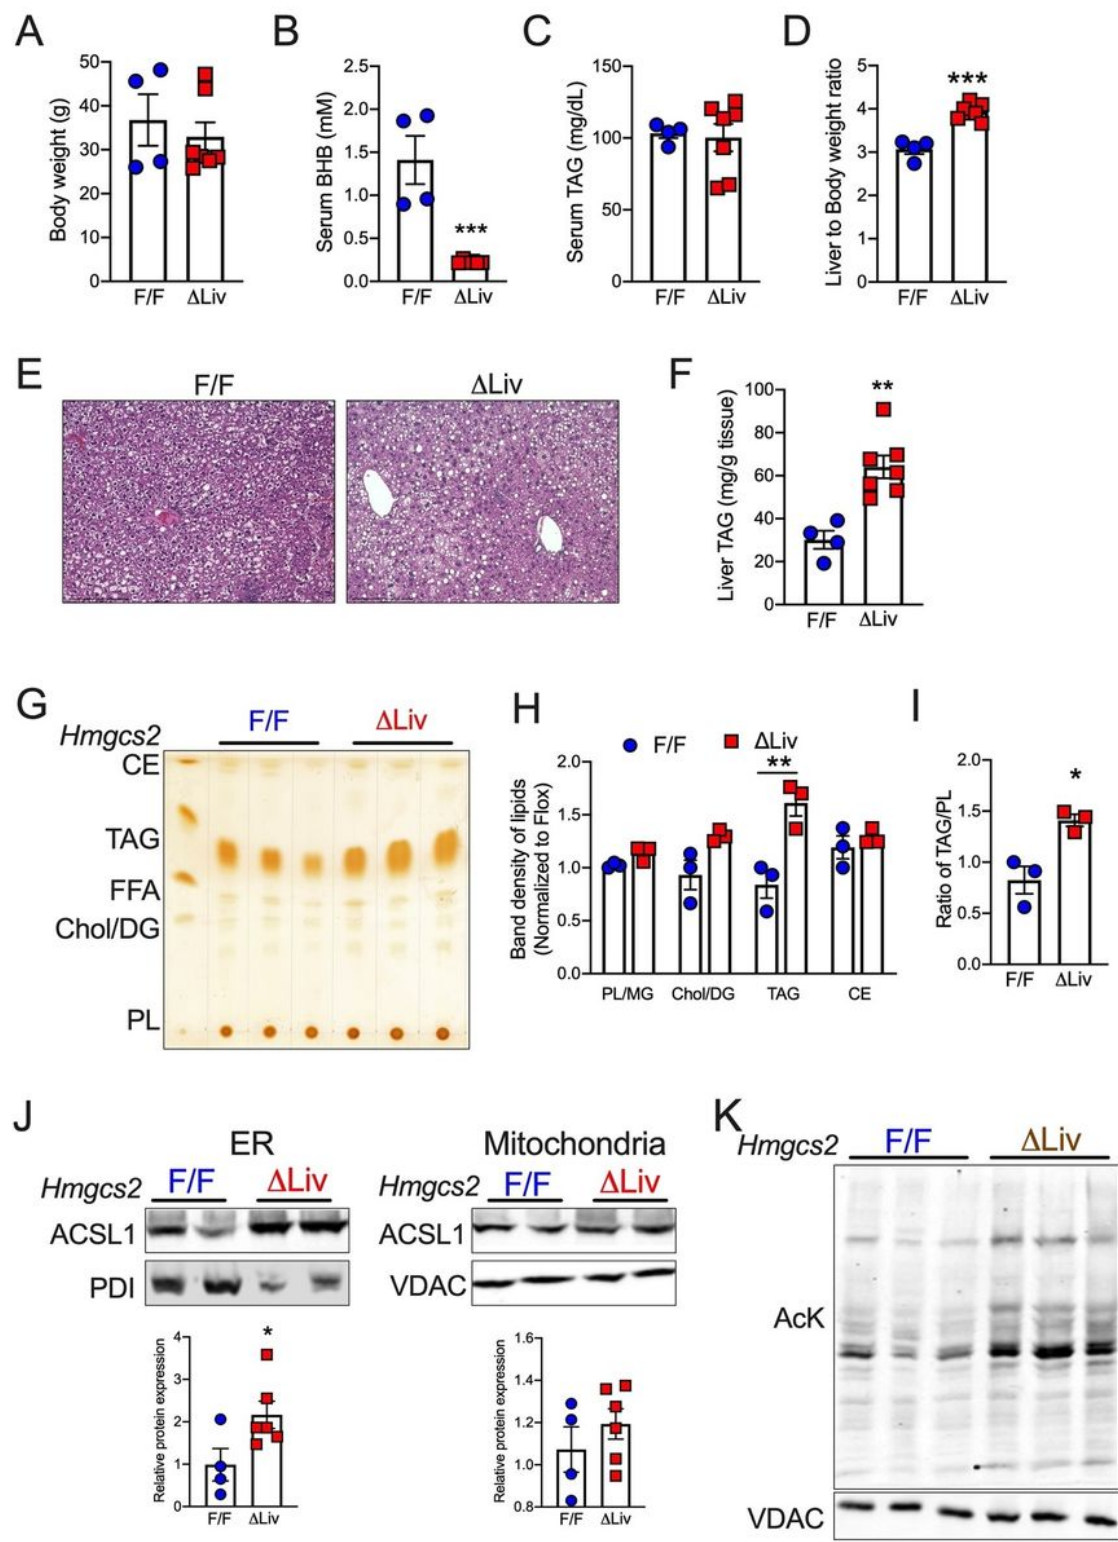 A
Body weight (g)
50
40
30
20
10
0
F/F ΔLiv
B
Serum BHB (mM)
2.5
2.0
1.5
1.0
0.5
0.0
***
F/F ΔLiv
C
Serum TAG (mg/dL)
150
100
50
0
F/F ΔLiv
D
Liver to Body weight ratio
5
4
3
2
1
0
***
F/F ΔLiv
E
F/F ΔLiv
F
Liver TAG (mg/g tissue)
100
80
60
40
20
0
**
F/F ΔLiv
G
Hmgcs2 F/F ΔLiv
CE
TAG
FFA
Chol/DG
PL
H
F/F ΔLiv
Band density of lipids
(Normalized to Flox)
2.0
1.5
1.0
0.5
0.0
**
PL/MG Chol/DG TAG CE
I
Ratio of TAG/PL
2.0
1.5
1.0
0.5
0.0
*
F/F ΔLiv
J
ER
Hmgcs2 F/F ΔLiv
ACSL1
PDI
Relative protein expression
4
3
2
1
0
*
F/F ΔLiv
Mitochondria
Hmgcs2 F/F ΔLiv
ACSL1
VDAC
Relative protein expression
1.6
1.4
1.2
1.0
0.8
F/F ΔLiv
K
Hmgcs2 F/F ΔLiv
AcK
VDAC